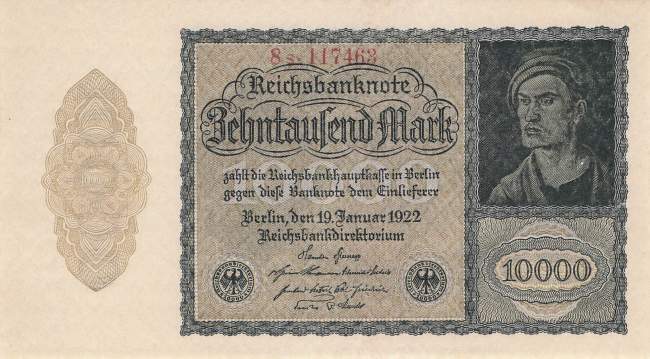 8S·117463
Reichsbanknote
Zehntausend Mark
zahlt die Reichsbankhauptkasse in Berlin
gegen diese Banknote dem Einlieferer
Berlin, den 19. Januar 1922
Reichsbankdirektorium
10000